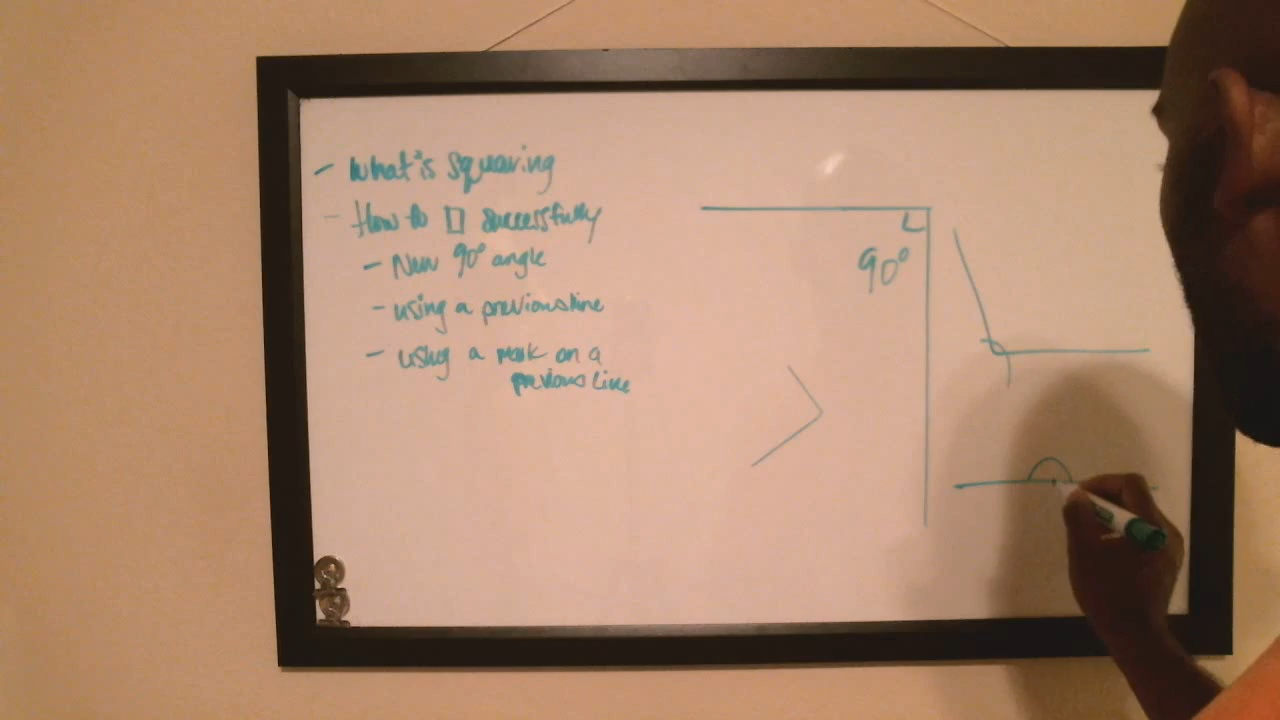 - What's Squaring
- How to □ successfully
- New 90° angle
- using a previous line
- using a mark on a
previous line
90°